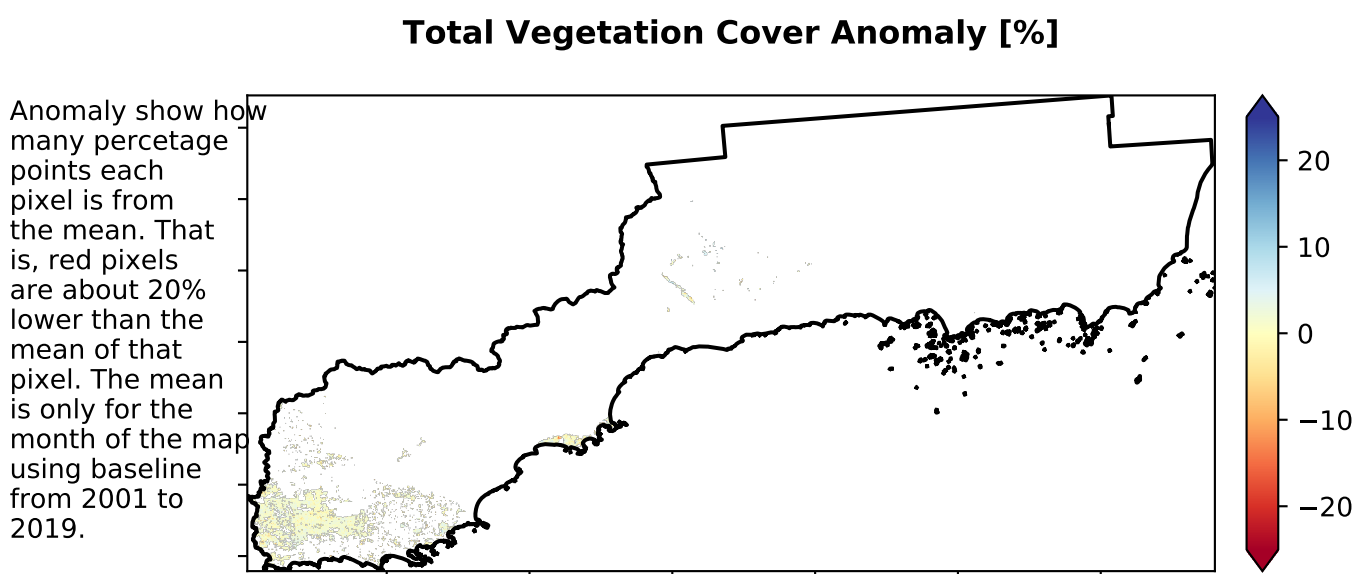 Total Vegetation Cover Anomaly [%]
Anomaly show how
many percetage
points each
pixel is from
the mean. That
is, red pixels
are about 20%
lower than the
mean of that
pixel. The mean
is only for the
month of the map
using baseline
from 2001 to
2019.
20
10
0
−10
−20